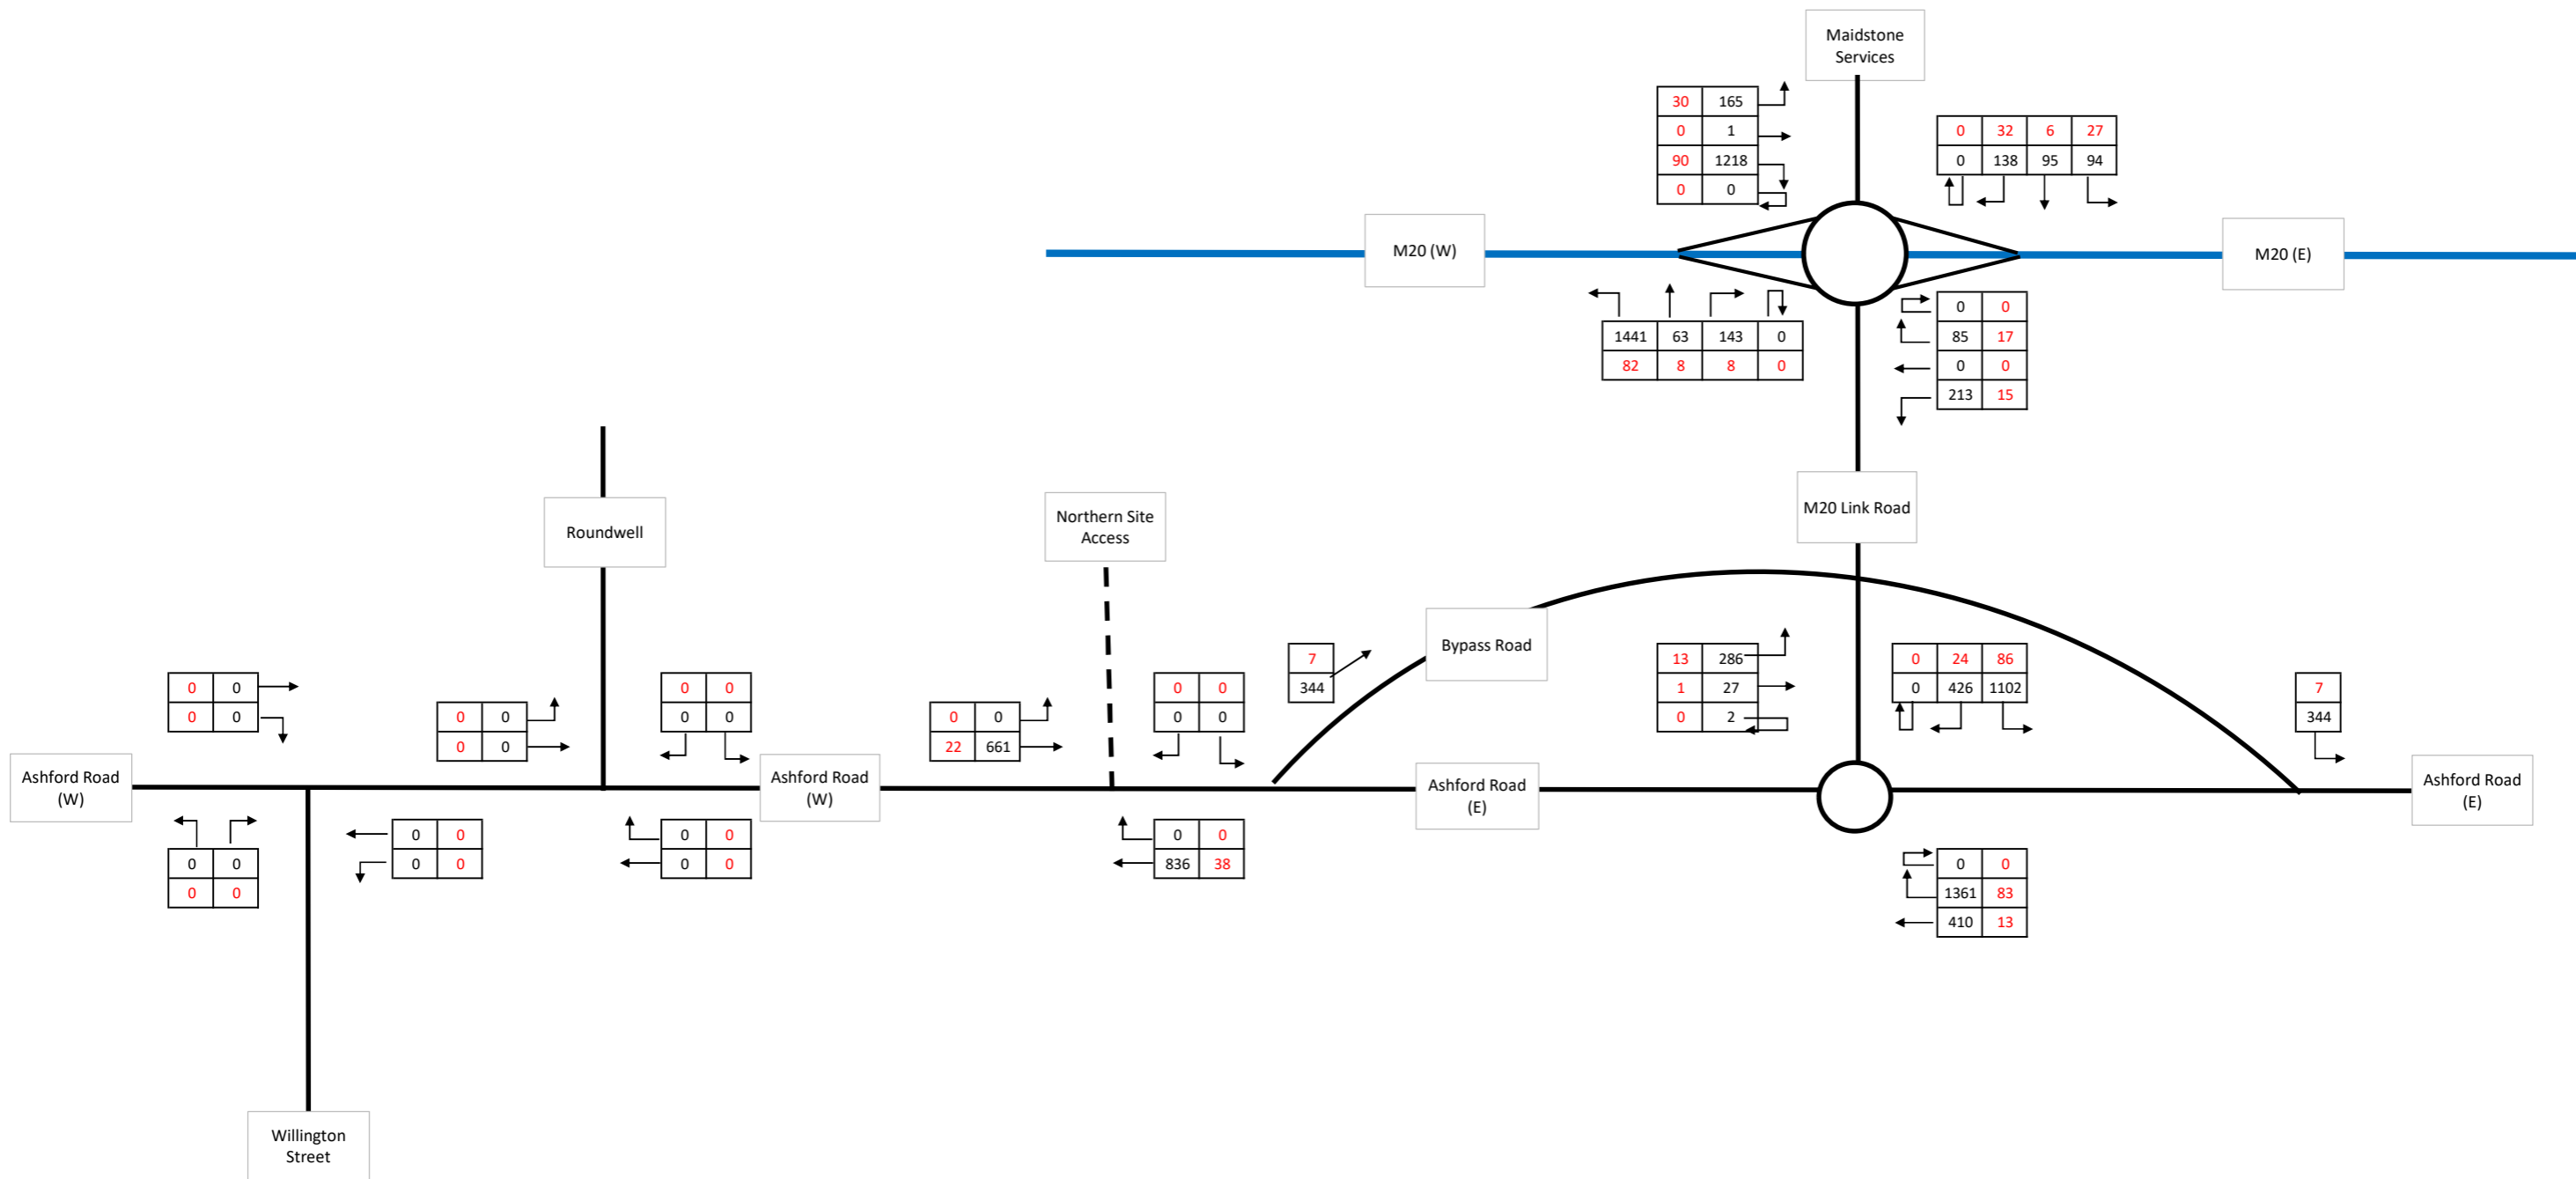 Maidstone
Services
30 165
0 1
90 1218
0 0
0 32 6 27
0 138 95 94
M20 (W)
M20 (E)
1441 63 143 0
82 8 8 0
0 0
85 17
0 0
213 15
Roundwell
Northern Site
Access
M20 Link Road
Bypass Road
0 0
0 0
0 0
0 0
0 0
0 0
0 0
22 661
0 0
0 0
7
344
13 286
1 27
0 2
0 24 86
0 426 1102
7
344
Ashford Road
(W)
Ashford Road
(W)
Ashford Road
(E)
Ashford Road
(E)
0 0
0 0
0 0
0 0
0 0
0 0
0 0
836 38
0 0
1361 83
410 13
Willington
Street